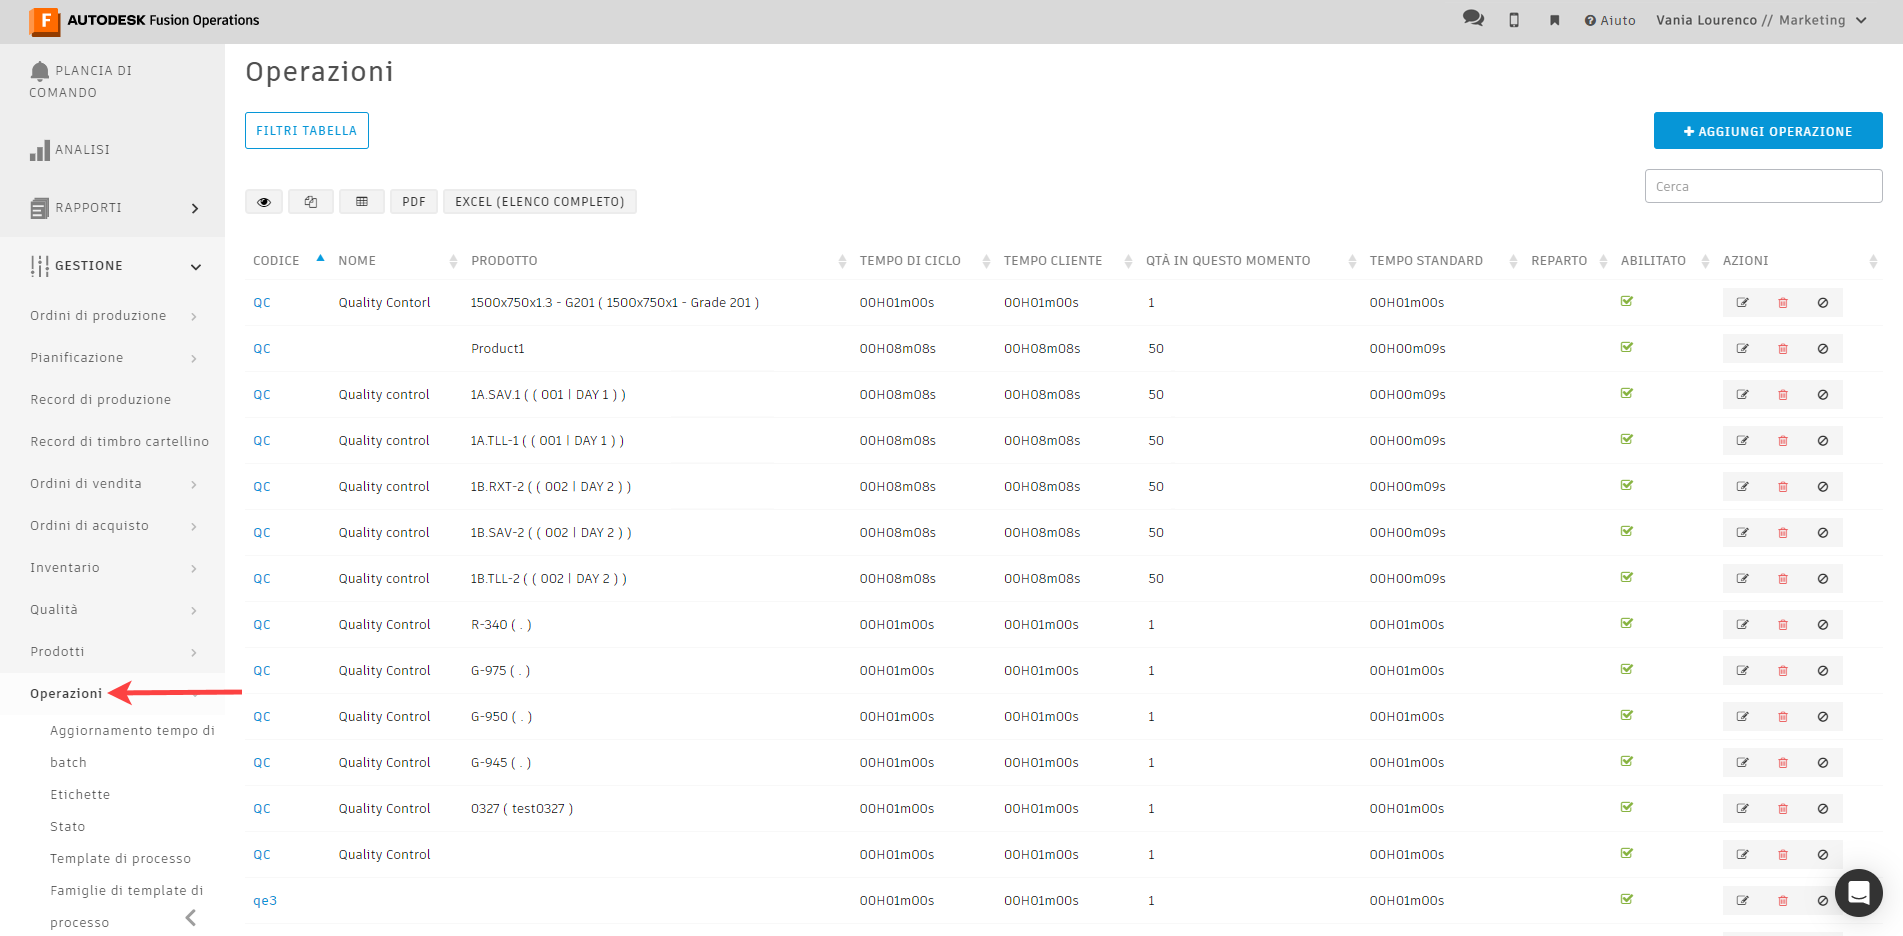 AUTODESK Fusion Operations
Aiuto
Vania Lourenco // Marketing
PLANCIA DI
COMANDO
ANALISI
RAPPORTI
GESTIONE
Ordini di produzione
Pianificazione
Record di produzione
Record di timbro cartellino
Ordini di vendita
Ordini di acquisto
Inventario
Qualità
Prodotti
Operazioni
Aggiornamento tempo di
batch
Etichette
Stato
Template di processo
Famiglie di template di
processo
Operazioni
FILTRI TABELLA
AGGIUNGI OPERAZIONE
Cerca
PDF EXCEL (ELENCO COMPLETO)
CODICE NOME PRODOTTO TEMPO DI CICLO TEMPO CLIENTE QTÀ IN QUESTO MOMENTO TEMPO STANDARD REPARTO ABILITATO AZIONI
QC Quality Contorl 1500x750x1.3 - G201 ( 1500x750x1 - Grade 201 ) 00H01m00s 00H01m00s 1 00H01m00s
QC Product1 00H08m08s 00H08m08s 50 00H00m09s
QC Quality control 1A.SAV.1 ( ( 001 | DAY 1 ) ) 00H08m08s 00H08m08s 50 00H00m09s
QC Quality control 1A.TLL-1 ( ( 001 | DAY 1 ) ) 00H08m08s 00H08m08s 50 00H00m09s
QC Quality control 1B.RXT-2 ( ( 002 | DAY 2 ) ) 00H08m08s 00H08m08s 50 00H00m09s
QC Quality control 1B.SAV-2 ( ( 002 | DAY 2 ) ) 00H08m08s 00H08m08s 50 00H00m09s
QC Quality control 1B.TLL-2 ( ( 002 | DAY 2 ) ) 00H08m08s 00H08m08s 50 00H00m09s
QC Quality Control R-340 ( . ) 00H01m00s 00H01m00s 1 00H01m00s
QC Quality Control G-975 ( . ) 00H01m00s 00H01m00s 1 00H01m00s
QC Quality Control G-950 ( . ) 00H01m00s 00H01m00s 1 00H01m00s
QC Quality Control G-945 ( . ) 00H01m00s 00H01m00s 1 00H01m00s
QC Quality Control 0327 ( test0327 ) 00H01m00s 00H01m00s 1 00H01m00s
QC Quality Control 00H01m00s 00H01m00s 1 00H01m00s
qe3 00H01m00s 00H01m00s 1 00H01m00s